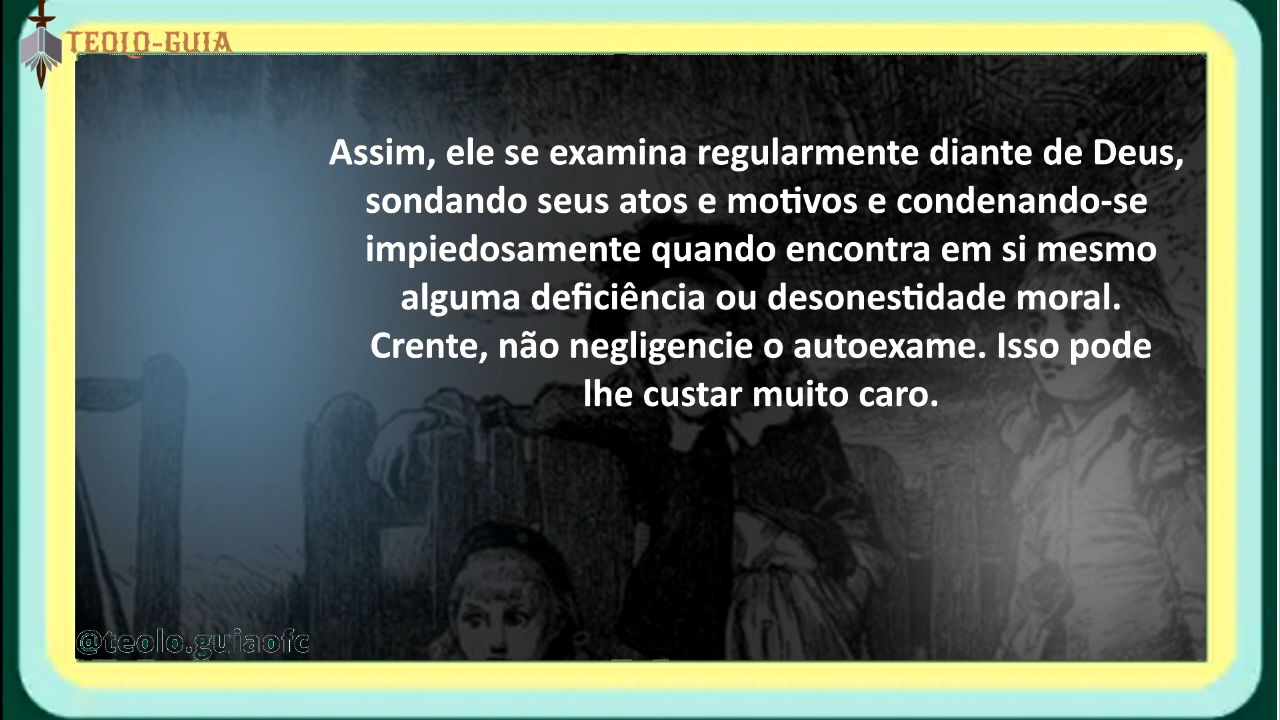 TEOLO-GUIA
Assim, ele se examina regularmente diante de Deus,
sondando seus atos e motivos e condenando-se
impiedosamente quando encontra em si mesmo
alguma deficiência ou desonestidade moral.
Crente, não negligencie o autoexame. Isso pode
lhe custar muito caro.
@teolo.guiaofc